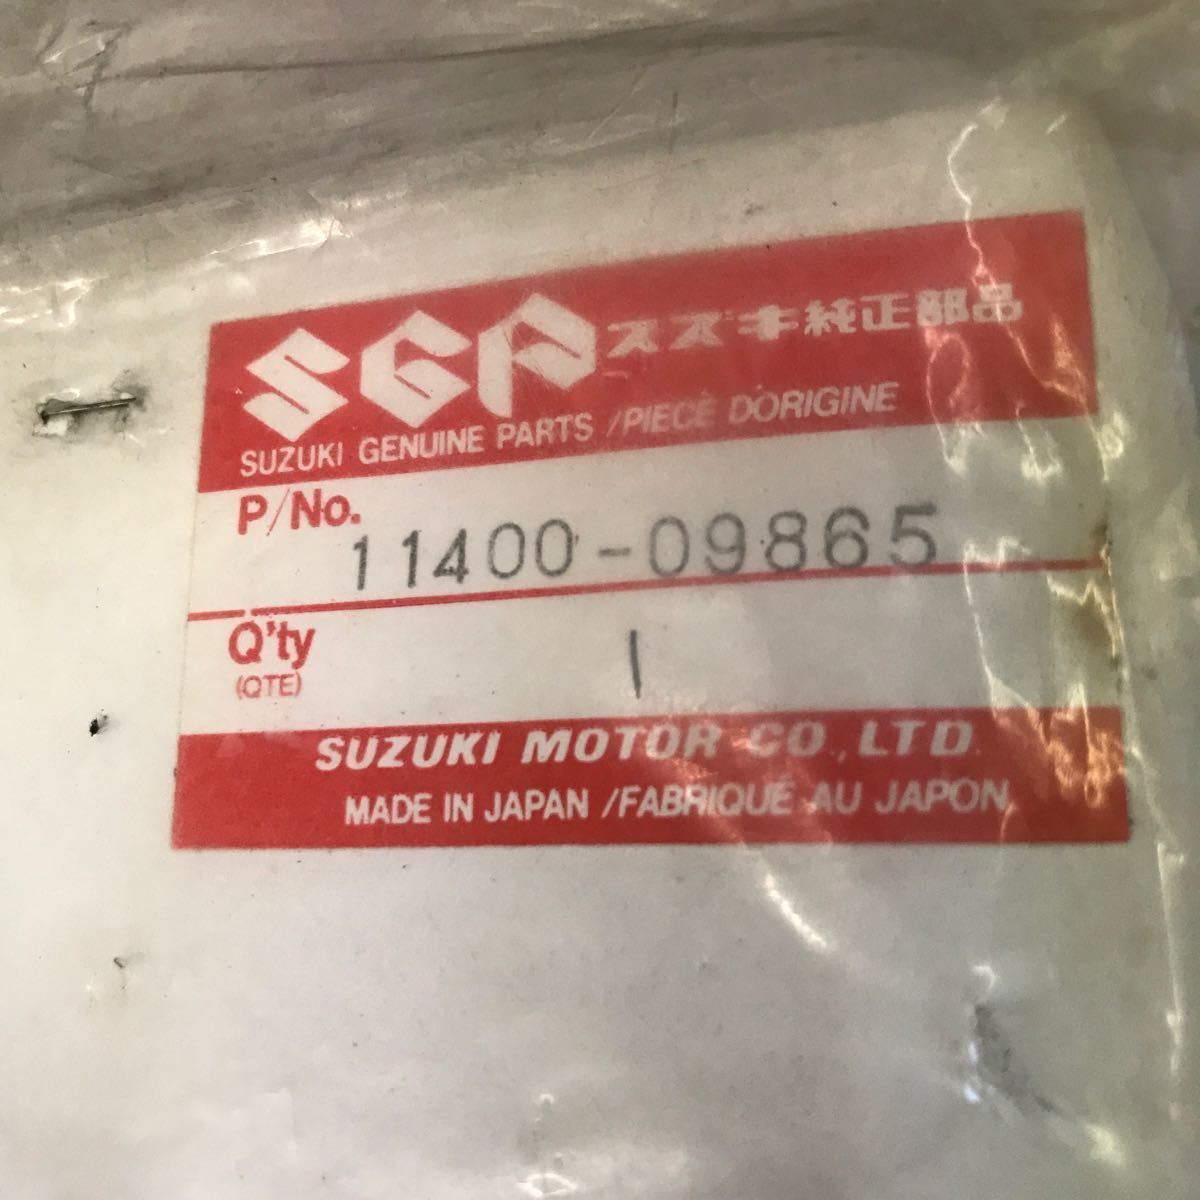 SGP スズキ純正部品
SUZUKI GENUINE PARTS /PIECE D'ORIGINE
P/No.
11400-09865
Q'ty
1
(QTE)
SUZUKI MOTOR CO.,LTD.
MADE IN JAPAN /FABRIQUE AU JAPON